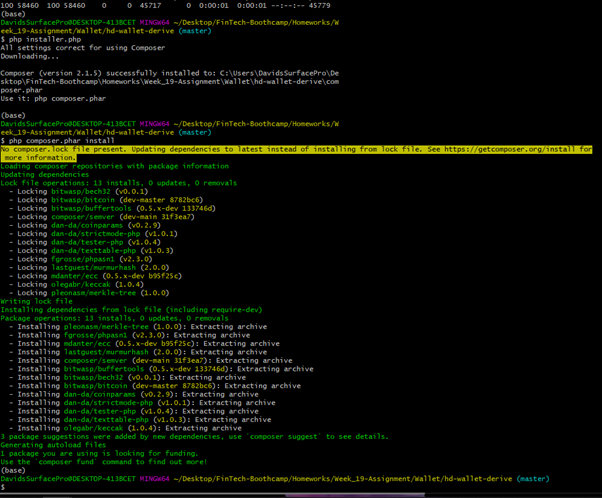 100 58460  100 58460    0     0  45717      0  0:00:01  0:00:01 --:--:-- 45779
(base)
DavidsSurfacePro@DESKTOP-4138CET MINGW64 ~/Desktop/FinTech-Boothcamp/Homeworks/W
eek_19-Assignment/Wallet/hd-wallet-derive (master)
$ php installer.php
All settings correct for using Composer
Downloading...

Composer (version 2.1.5) successfully installed to: C:\Users\DavidsSurfacePro\De
sktop\FinTech-Boothcamp\Homeworks\Week_19-Assignment\Wallet\hd-wallet-derive\com
poser.phar
Use it: php composer.phar

(base)
DavidsSurfacePro@DESKTOP-4138CET MINGW64 ~/Desktop/FinTech-Boothcamp/Homeworks/W
eek_19-Assignment/Wallet/hd-wallet-derive (master)
$ php composer.phar install
No composer.lock file present. Updating dependencies to latest instead of installing from lock file. See https://getcomposer.org/install for
 more information.
Loading composer repositories with package information
Updating dependencies
Lock file operations: 13 installs, 0 updates, 0 removals
  - Locking bitwasp/bech32 (v0.0.1)
  - Locking bitwasp/bitcoin (dev-master 8782bc6)
  - Locking bitwasp/buffertools (0.5.x-dev 133746d)
  - Locking composer/semver (dev-main 31f3ea7)
  - Locking dan-da/coinparams (v0.2.9)
  - Locking dan-da/strictmode-php (v1.0.1)
  - Locking dan-da/tester-php (v1.0.4)
  - Locking dan-da/texttable-php (v1.0.3)
  - Locking fgrosse/phpasn1 (v2.3.0)
  - Locking lastguest/murmurhash (2.0.0)
  - Locking mdanter/ecc (0.5.x-dev b95f25c)
  - Locking olegabr/keccak (1.0.4)
  - Locking pleonasm/merkle-tree (1.0.0)
Writing lock file
Installing dependencies from lock file (including require-dev)
Package operations: 13 installs, 0 updates, 0 removals
  - Installing pleonasm/merkle-tree (1.0.0): Extracting archive
  - Installing fgrosse/phpasn1 (v2.3.0): Extracting archive
  - Installing mdanter/ecc (0.5.x-dev b95f25c): Extracting archive
  - Installing lastguest/murmurhash (2.0.0): Extracting archive
  - Installing composer/semver (dev-main 31f3ea7): Extracting archive
  - Installing bitwasp/buffertools (0.5.x-dev 133746d): Extracting archive
  - Installing bitwasp/bech32 (v0.0.1): Extracting archive
  - Installing bitwasp/bitcoin (dev-master 8782bc6): Extracting archive
  - Installing dan-da/coinparams (v0.2.9): Extracting archive
  - Installing dan-da/strictmode-php (v1.0.1): Extracting archive
  - Installing dan-da/tester-php (v1.0.4): Extracting archive
  - Installing dan-da/texttable-php (v1.0.3): Extracting archive
  - Installing olegabr/keccak (1.0.4): Extracting archive
3 package suggestions were added by new dependencies, use `composer suggest` to see details.
Generating autoload files
1 package you are using is looking for funding.
Use the `composer fund` command to find out more!
(base)
DavidsSurfacePro@DESKTOP-4138CET MINGW64 ~/Desktop/FinTech-Boothcamp/Homeworks/Week_19-Assignment/Wallet/hd-wallet-derive (master)
$